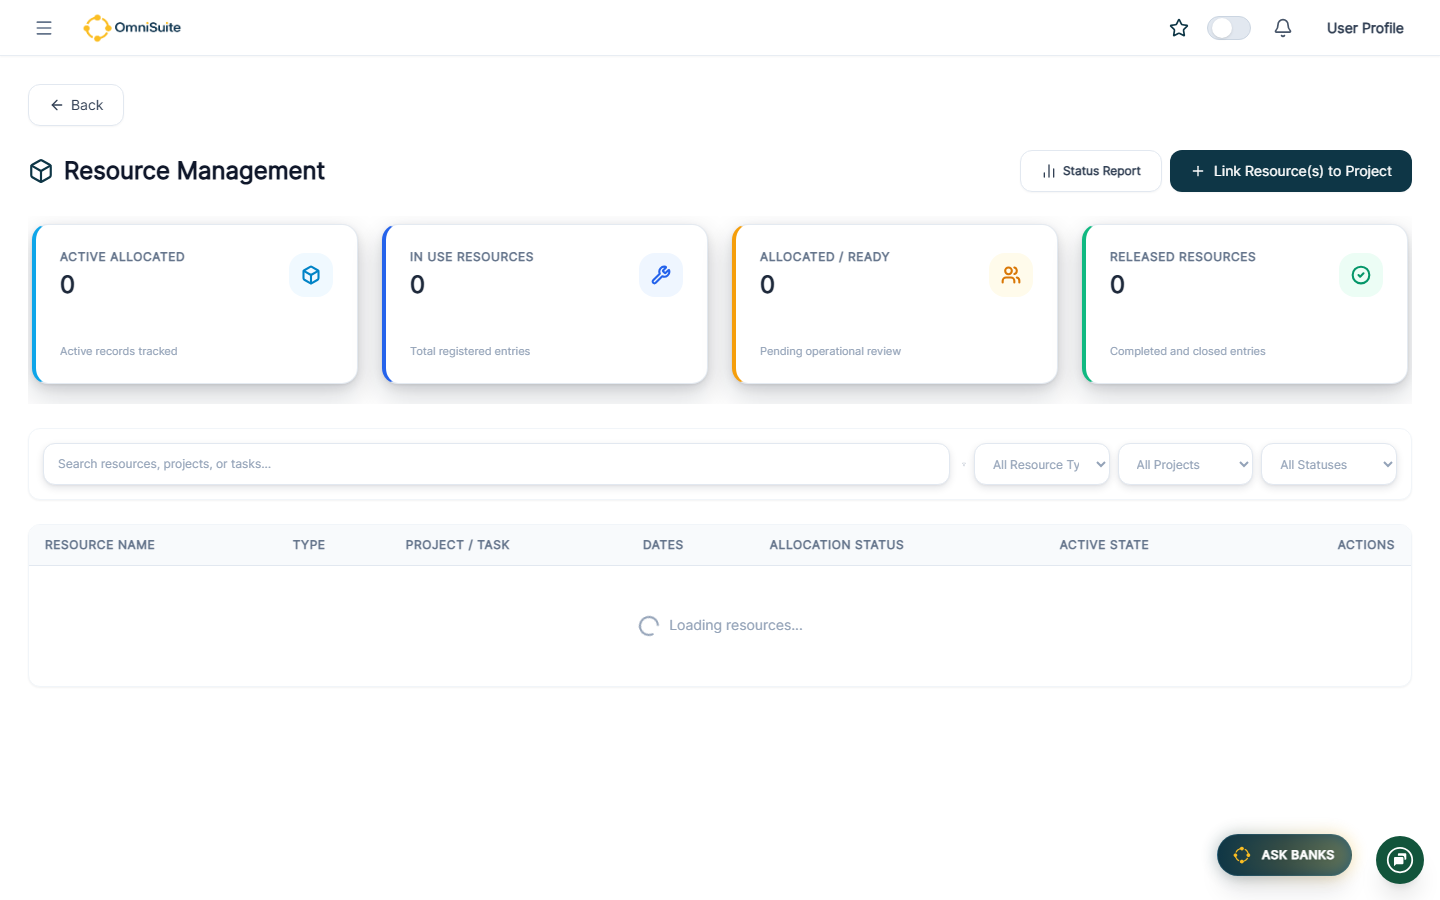 OmniSuite
User Profile
Back
Resource Management
Status Report
Link Resource(s) to Project
ACTIVE ALLOCATED
0
Active records tracked
IN USE RESOURCES
0
Total registered entries
ALLOCATED / READY
0
Pending operational review
RELEASED RESOURCES
0
Completed and closed entries
Search resources, projects, or tasks...
All Resource Ty
All Projects
All Statuses
RESOURCE NAME
TYPE
PROJECT / TASK
DATES
ALLOCATION STATUS
ACTIVE STATE
ACTIONS
Loading resources...
ASK BANKS